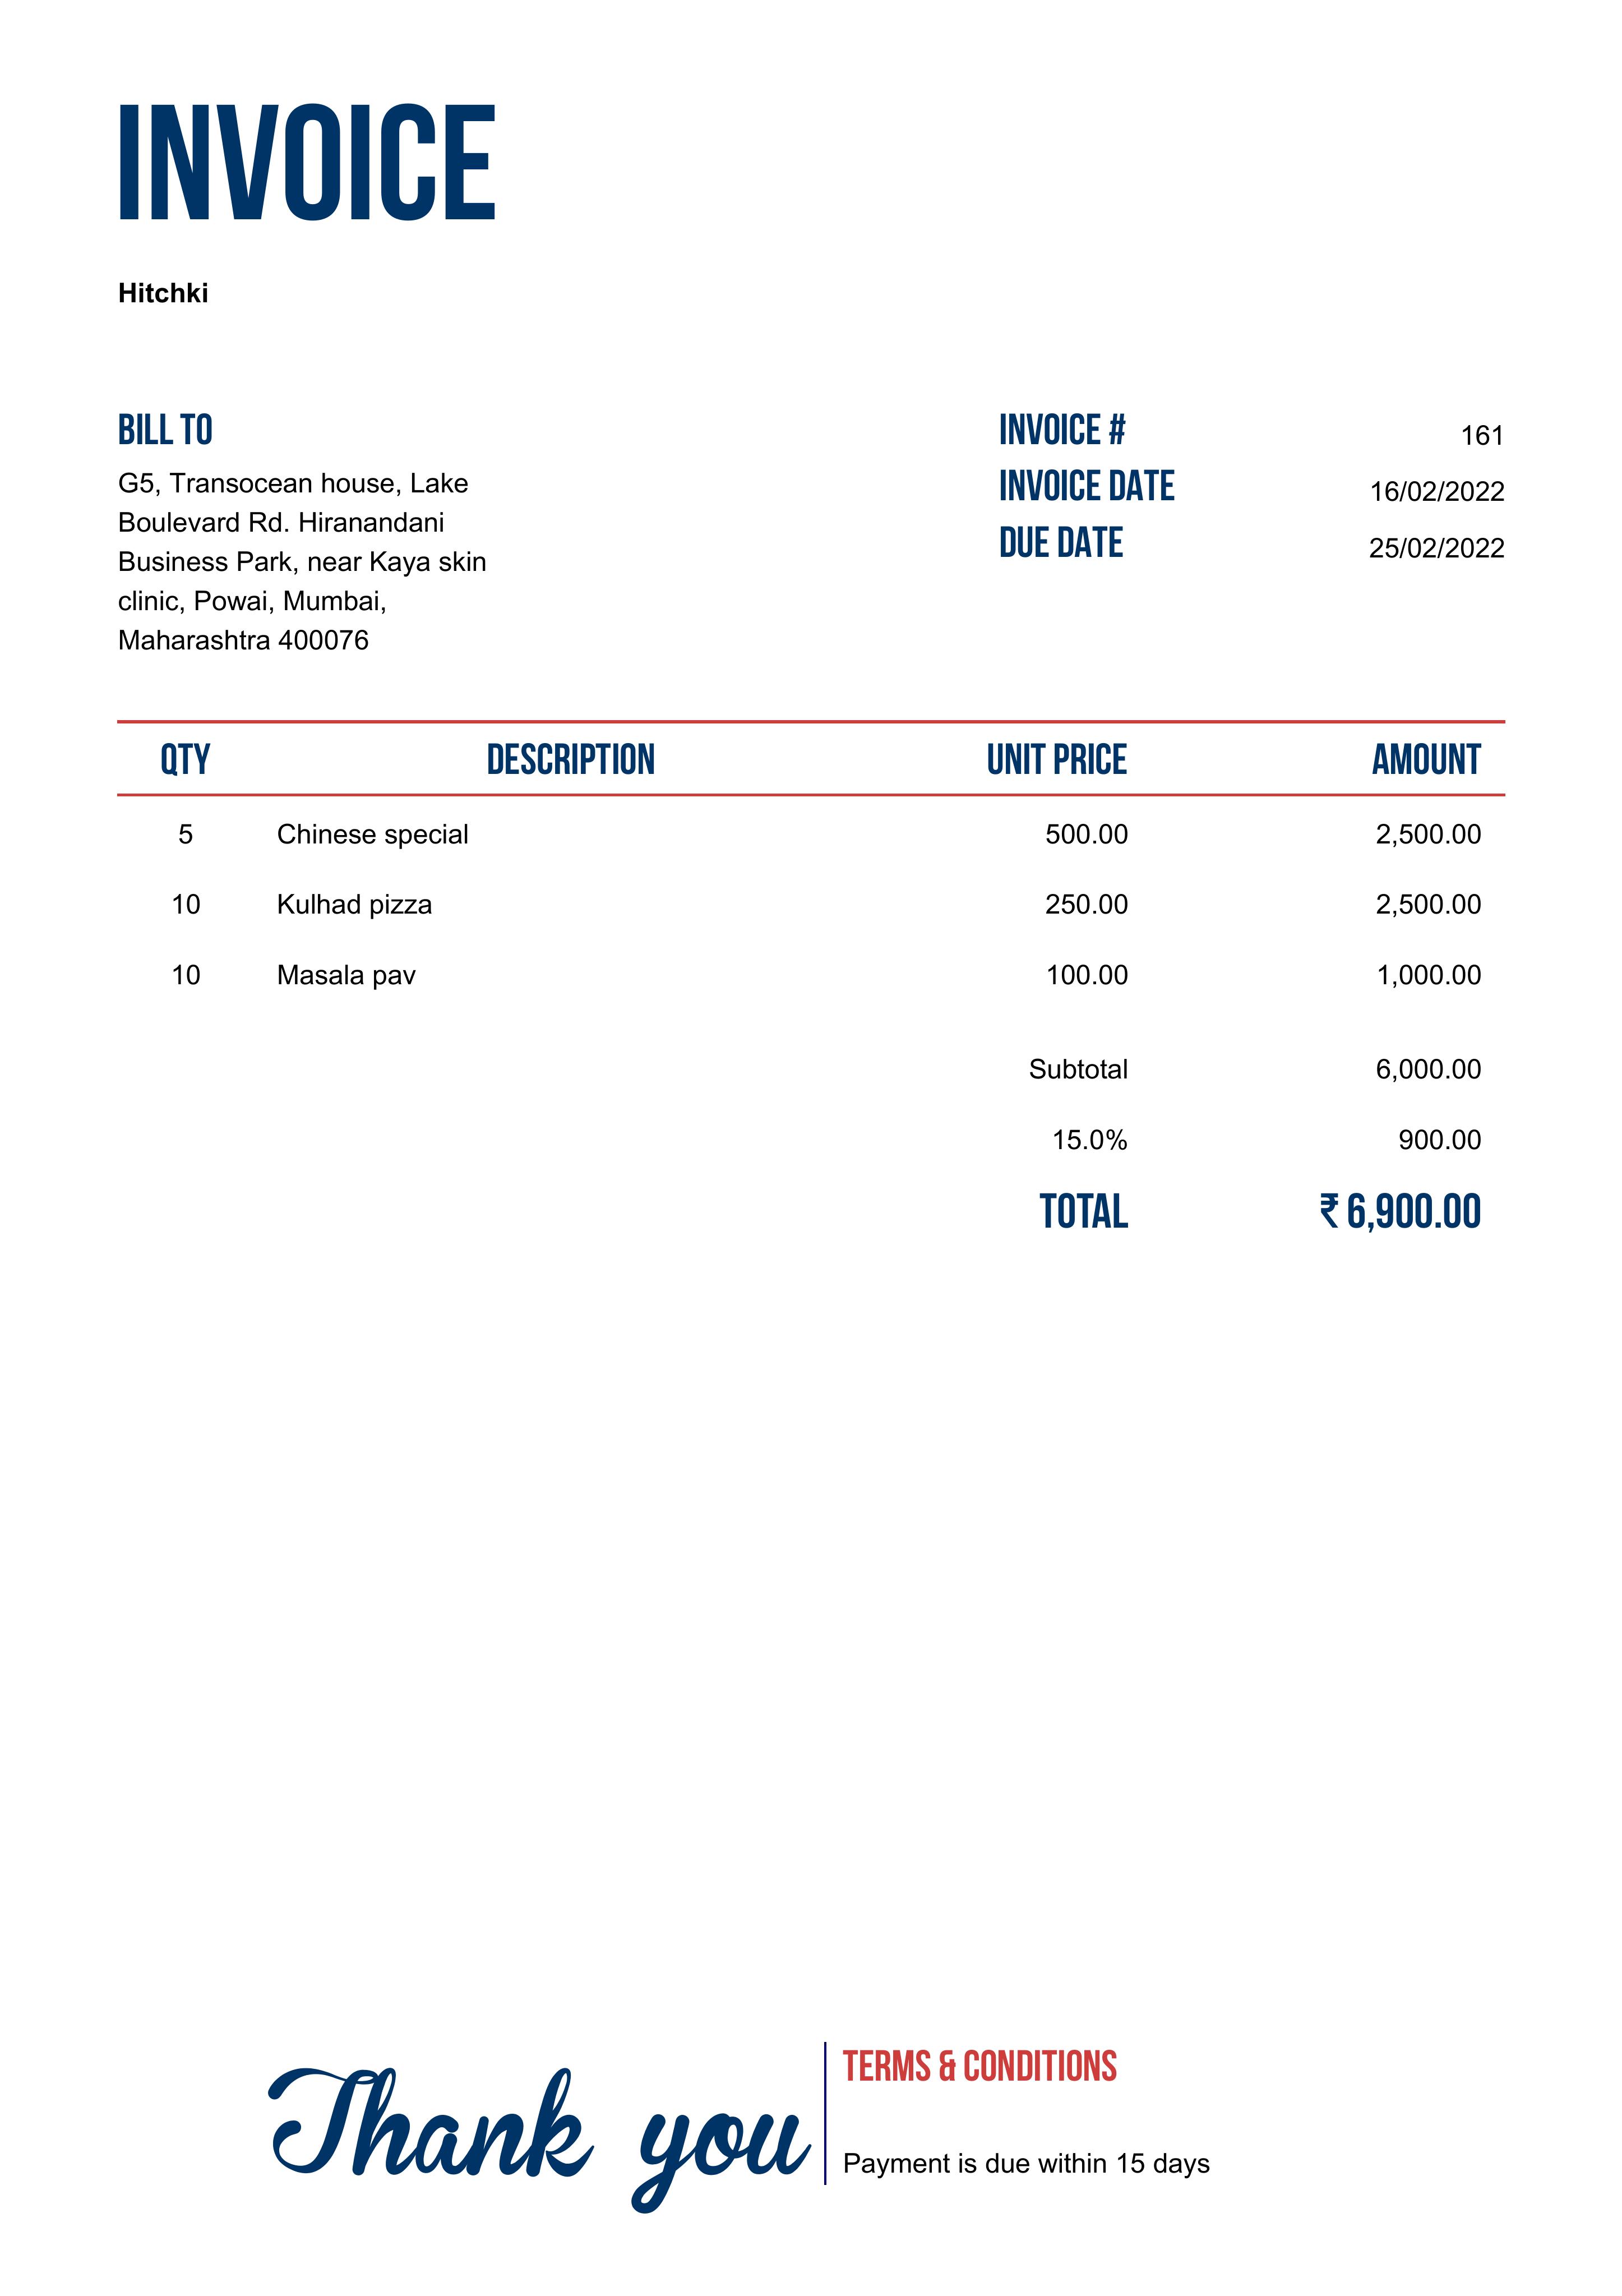 INVOICE
Hitchki
BILL TO
G5, Transocean house, Lake
Boulevard Rd. Hiranandani
Business Park, near Kaya skin
clinic, Powai, Mumbai,
Maharashtra 400076
INVOICE # 161
INVOICE DATE 16/02/2022
DUE DATE 25/02/2022
QTY DESCRIPTION UNIT PRICE AMOUNT
5 Chinese special 500.00 2,500.00
10 Kulhad pizza 250.00 2,500.00
10 Masala pav 100.00 1,000.00
Subtotal 6,000.00
15.0% 900.00
TOTAL ₹ 6,900.00
Thank you
TERMS & CONDITIONS
Payment is due within 15 days